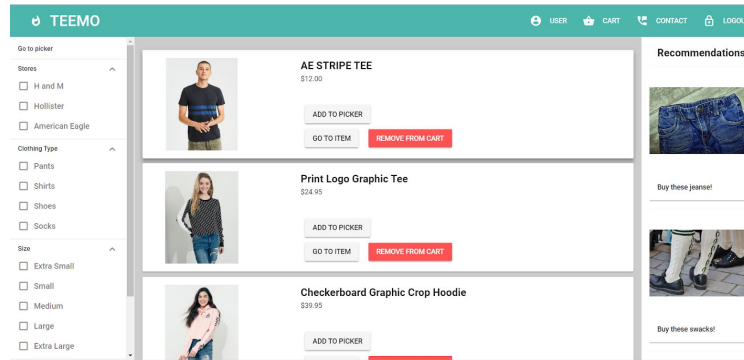 TEEMO
USER
CART
CONTACT
LOGOU
Go to picker
Stores
H and M
Hollister
American Eagle
Clothing Type
Pants
Shirts
Shoes
Socks
Size
Extra Small
Small
Medium
Large
Extra Large
AE STRIPE TEE
$12.00
ADD TO PICKER
GO TO ITEM
REMOVE FROM CART
Print Logo Graphic Tee
$24.95
ADD TO PICKER
GO TO ITEM
REMOVE FROM CART
Checkerboard Graphic Crop Hoodie
$39.95
ADD TO PICKER
Recommendations
Buy these jeanse!
Buy these swacks!